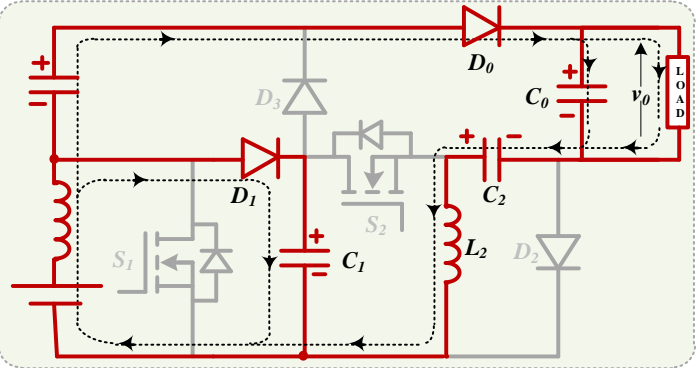 D0
LOAD
D3
C0
v0
D1
C2
S1
S2
C1
L2
D2
+
−
+
−
+
−
+
−